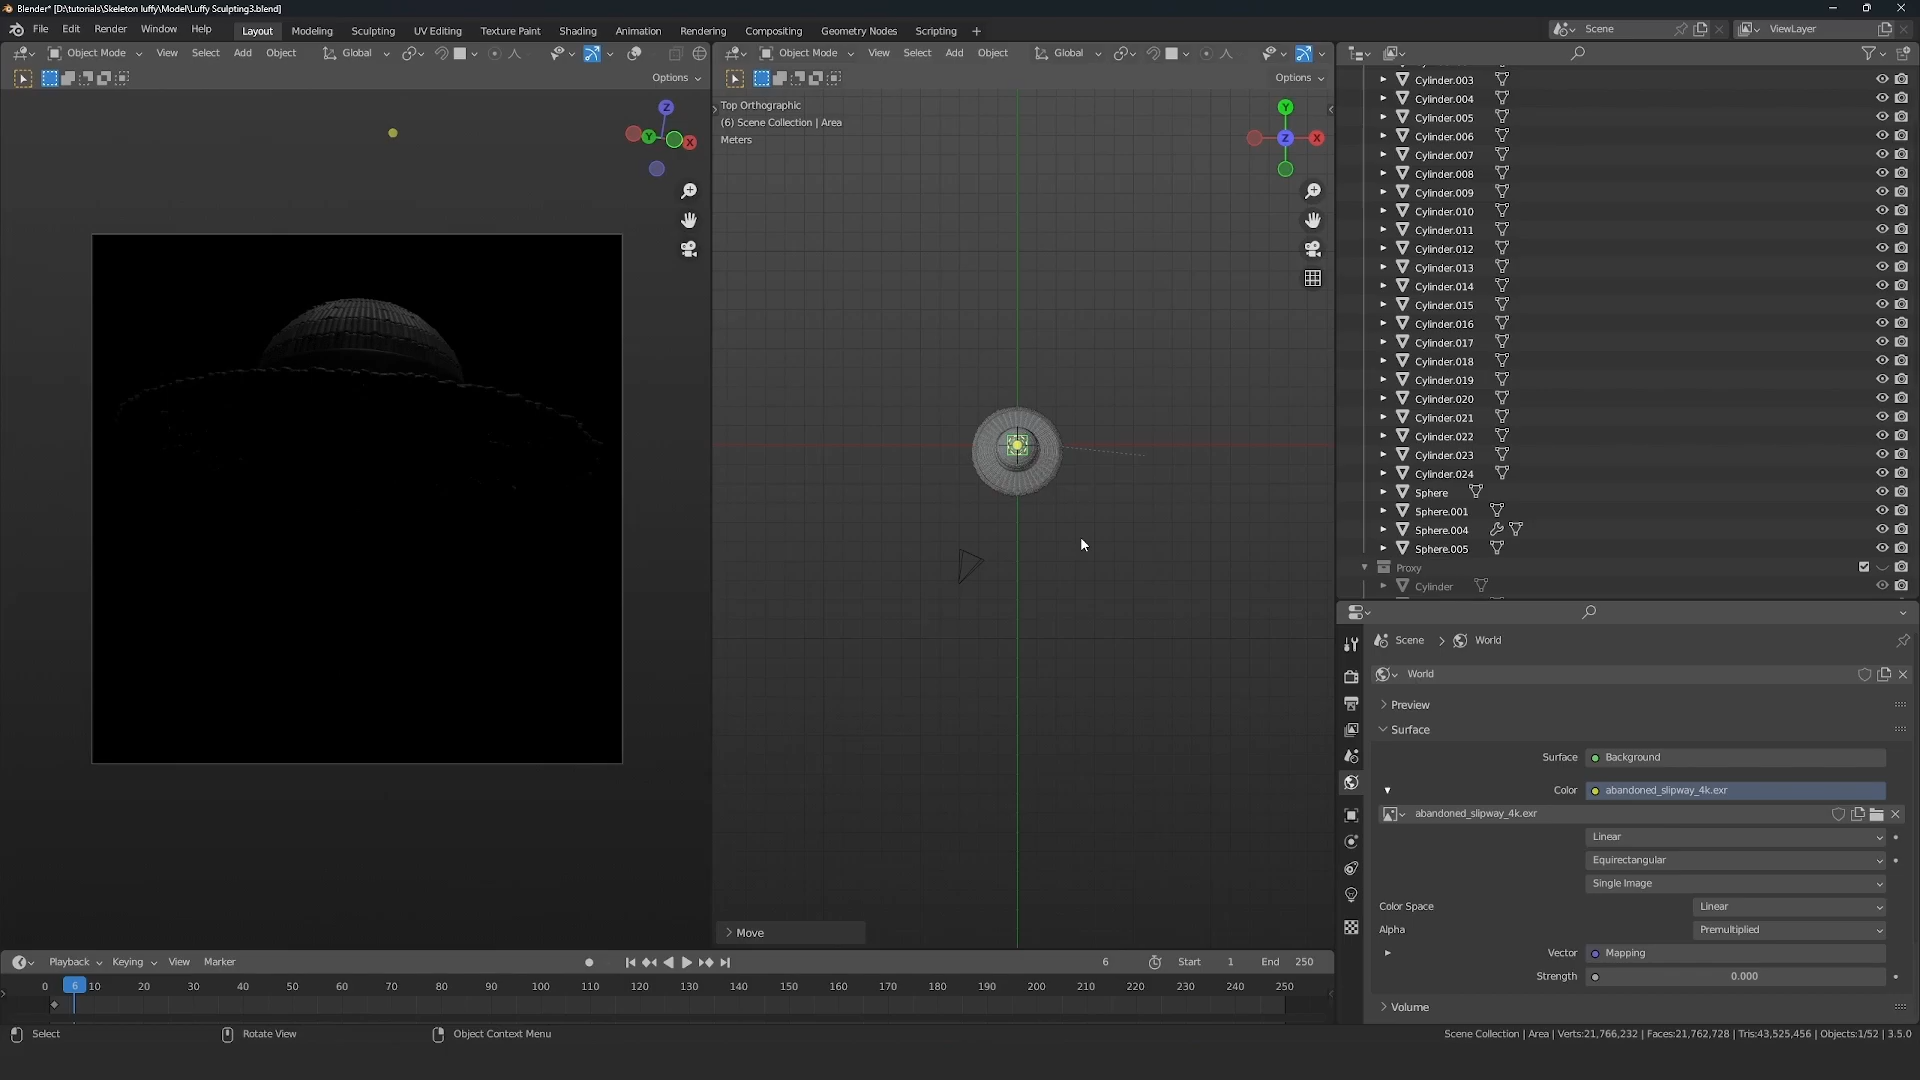 Blender* [D:\tutorials\Skeleton luffy\Model\Luffy Sculpting3.blend]
File Edit Render Window Help Layout Modeling Sculpting UV Editing Texture Paint Shading Animation Rendering Compositing Geometry Nodes Scripting + Scene ViewLayer
Object Mode View Select Add Object Global
Object Mode View Select Add Object Global
Options
Options
Z
Y
X
Top Orthographic
(6) Scene Collection | Area
Meters
Y
Z
X
Cylinder.003
Cylinder.004
Cylinder.005
Cylinder.006
Cylinder.007
Cylinder.008
Cylinder.009
Cylinder.010
Cylinder.011
Cylinder.012
Cylinder.013
Cylinder.014
Cylinder.015
Cylinder.016
Cylinder.017
Cylinder.018
Cylinder.019
Cylinder.020
Cylinder.021
Cylinder.022
Cylinder.023
Cylinder.024
Sphere
Sphere.001
Sphere.004
Sphere.005
Proxy
Cylinder
Scene > World
World
Preview
Surface
Surface Background
Color abandoned_slipway_4k.exr
abandoned_slipway_4k.exr
Linear
Equirectangular
Single Image
Color Space Linear
Alpha Premultiplied
Vector Mapping
Strength 0.000
Volume
> Move
Playback Keying View Marker 6 Start 1 End 250
0 6 10 20 30 40 50 60 70 80 90 100 110 120 130 140 150 160 170 180 190 200 210 220 230 240 250
Select Rotate View Object Context Menu
Scene Collection | Area | Verts:21,766,232 | Faces:21,762,728 | Tris:43,525,456 | Objects:1/52 | 3.5.0